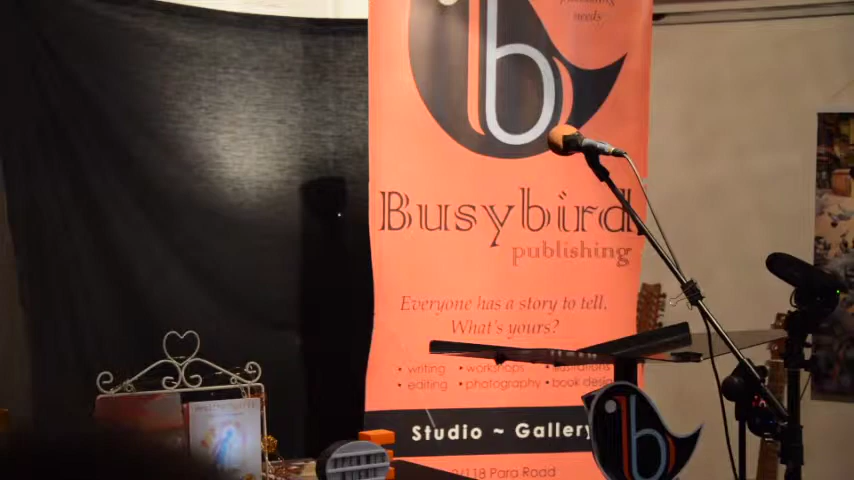 needs
Busybird
publishing
Everyone has a story to tell.
What's yours?
• writing • workshops
• editing • photography • book design
Studio ~ Gallery
Para Road